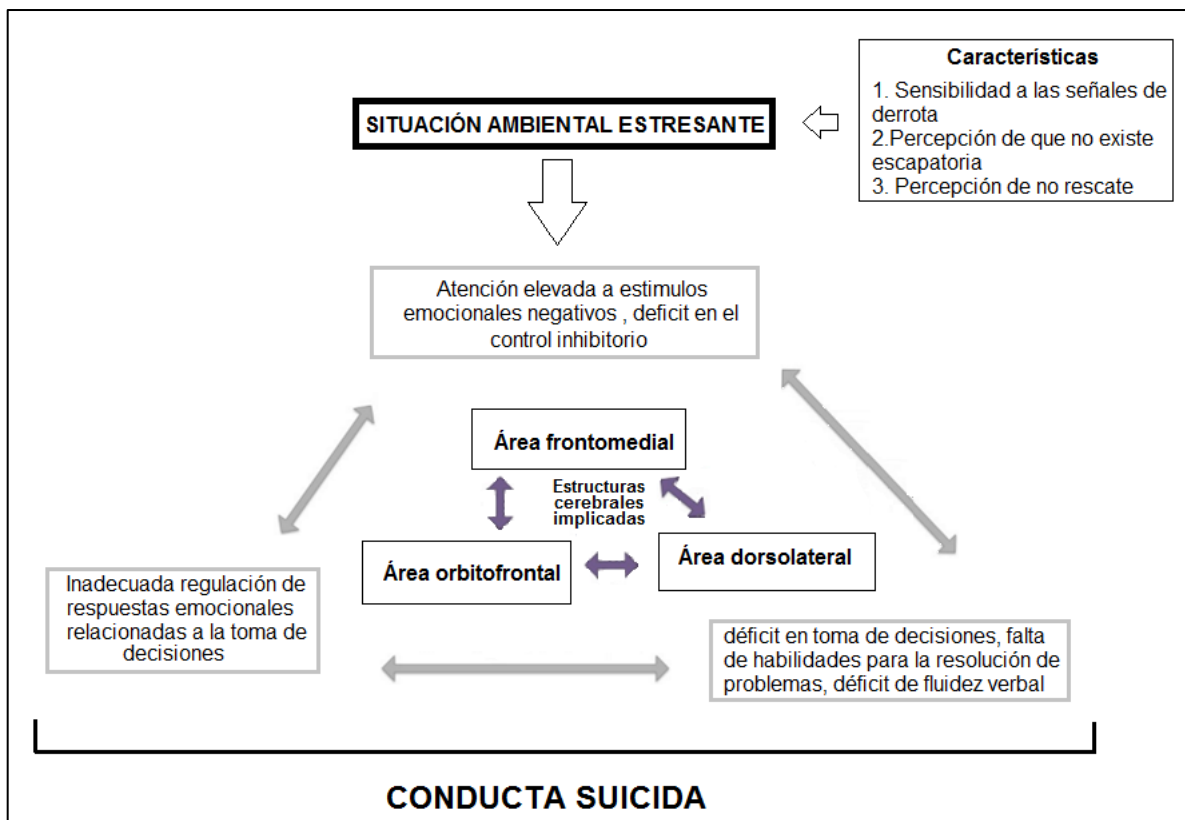 Características
1. Sensibilidad a las señales de
derrota
2.Percepción de que no existe
escapatoria
3. Percepción de no rescate
SITUACIÓN AMBIENTAL ESTRESANTE
Atención elevada a estimulos
emocionales negativos , deficit en el
control inhibitorio
Área frontomedial
Estructuras
cerebrales
implicadas
Área orbitofrontal
Área dorsolateral
Inadecuada regulación de
respuestas emocionales
relacionadas a la toma de
decisiones
déficit en toma de decisiones, falta
de habilidades para la resolución de
problemas, déficit de fluidez verbal
CONDUCTA SUICIDA